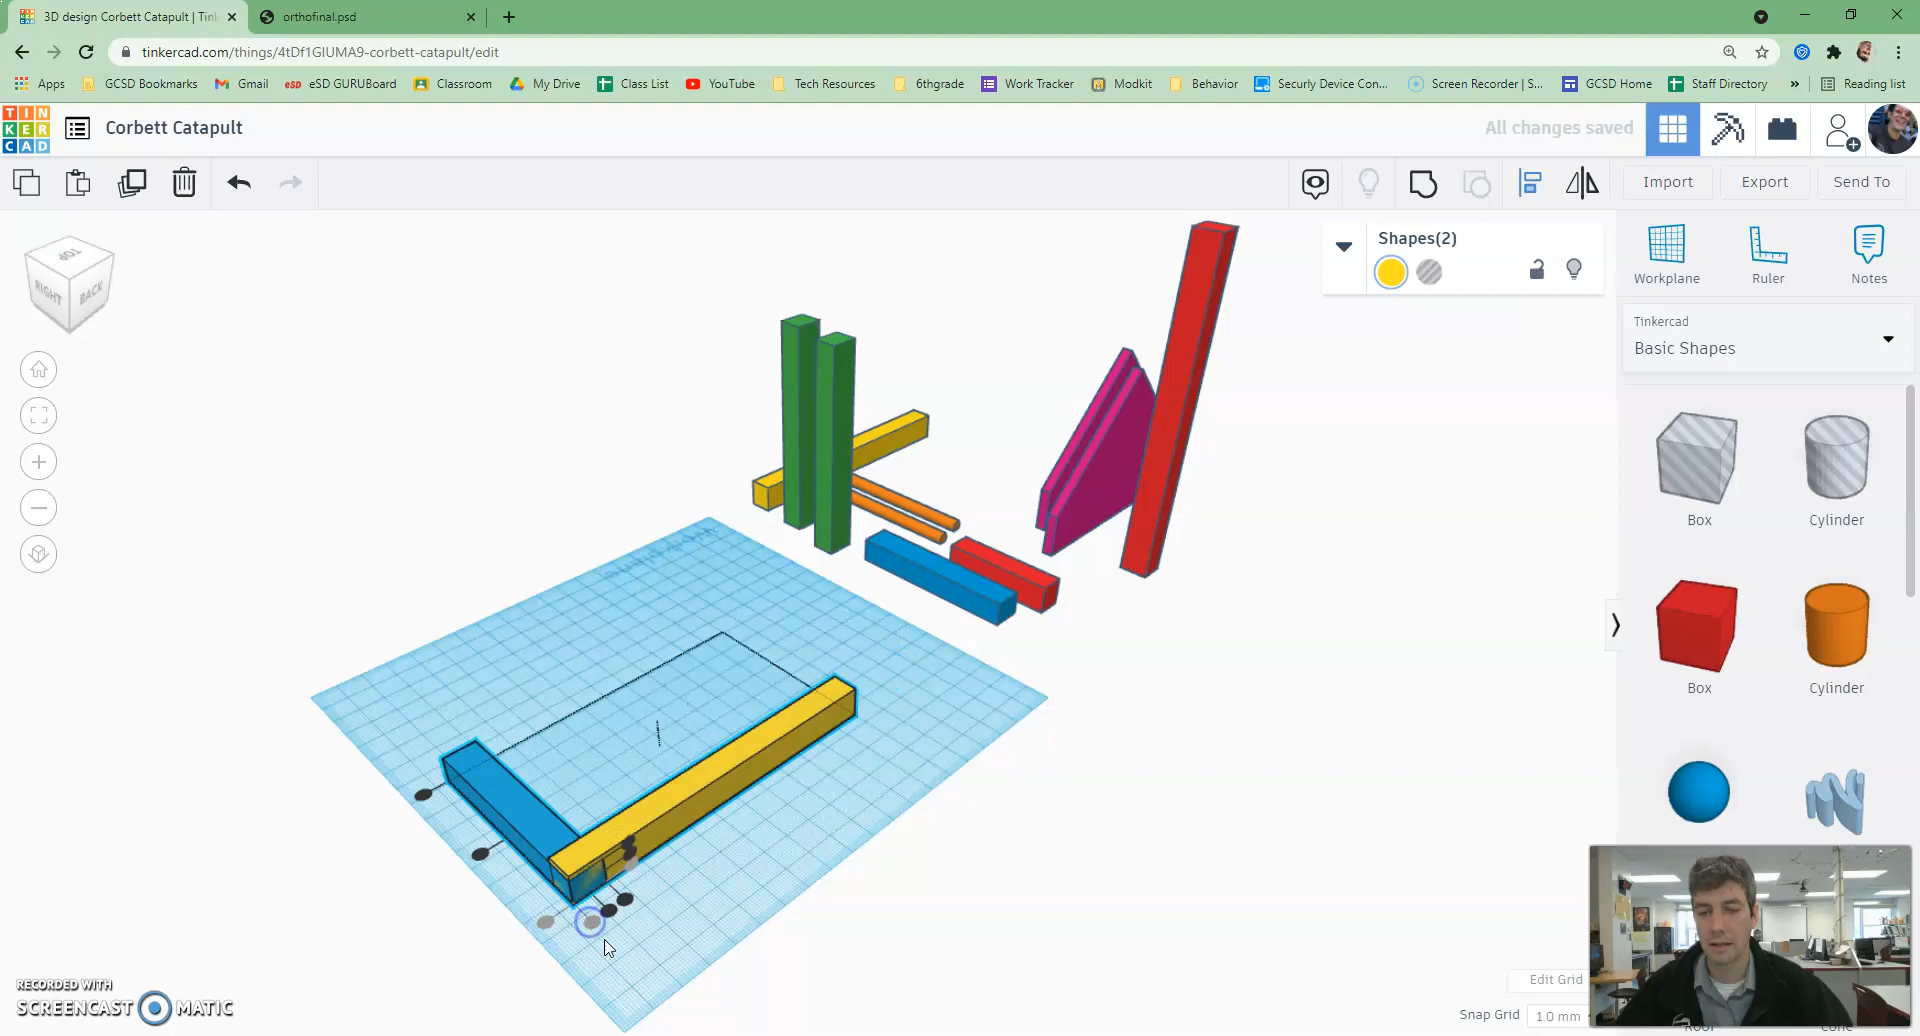 3D design Corbett Catapult | Tink
orthofinal.psd
tinkercad.com/things/4tDf1GIUMA9-corbett-catapult/edit
Apps
GCSD Bookmarks
Gmail
eSD
eSD GURUBoard
Classroom
My Drive
Class List
YouTube
Tech Resources
6thgrade
Work Tracker
Modkit
Behavior
Securly Device Con...
Screen Recorder | S...
GCSD Home
Staff Directory
»
Reading list
TIN
KER
CAD
Corbett Catapult
All changes saved
Import
Export
Send To
TOP
RIGHT
BACK
Shapes(2)
Workplane
Ruler
Notes
Tinkercad
Basic Shapes
Box
Cylinder
Box
Cylinder
Workplane
Edit Grid
Snap Grid
1.0 mm
RECORDED WITH
SCREENCAST MATIC